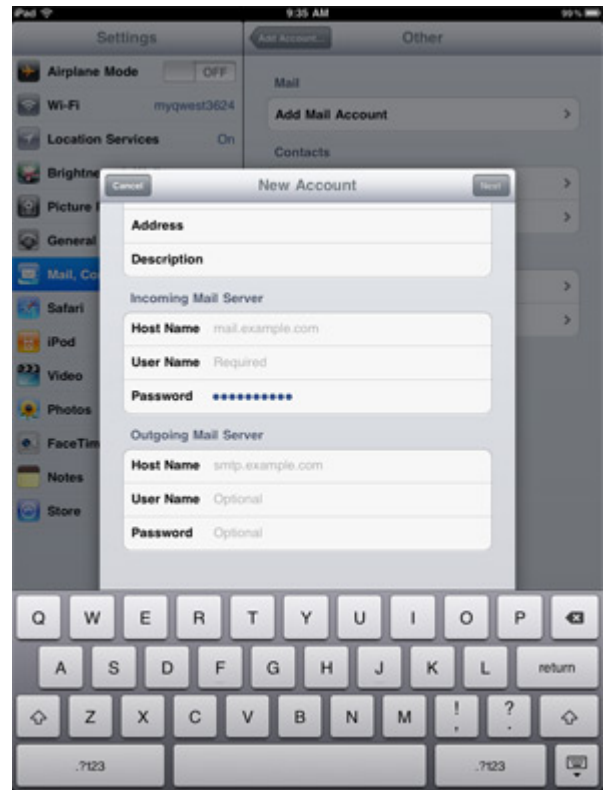 iPad 9:35 AM 99%
Settings Add Account... Other
Airplane Mode OFF
Mail
Wi-Fi myqwest3624
Add Mail Account
Location Services On
Contacts
Brightne
Cancel New Account Next
Picture
Address
General
Description
Mail, Co
Incoming Mail Server
Safari
Host Name mail.example.com
iPod
User Name Required
Video
Password ••••••••••
Photos
Outgoing Mail Server
FaceTim
Host Name smtp.example.com
Notes
User Name Optional
Store
Password Optional
Q W E R T Y U I O P
A S D F G H J K L return
Z X C V B N M ! , ? .
.?123 .?123